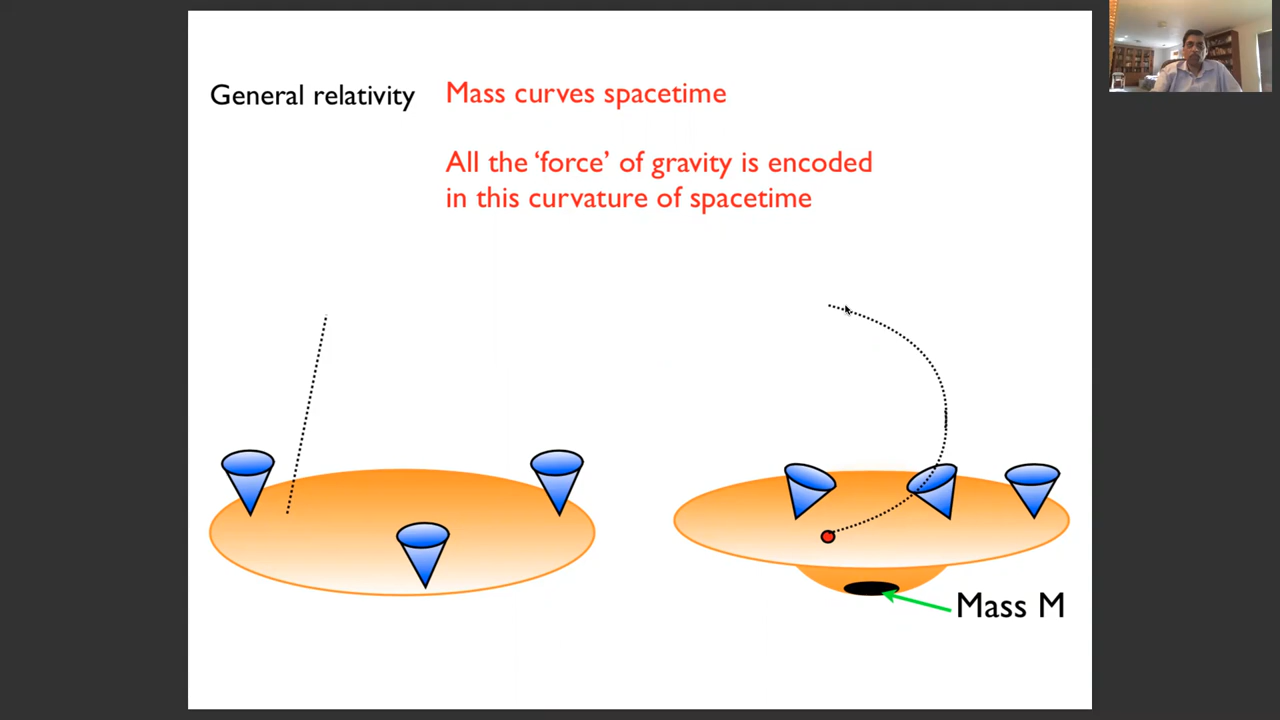 General relativity
Mass curves spacetime
All the ‘force’ of gravity is encoded
in this curvature of spacetime
Mass M